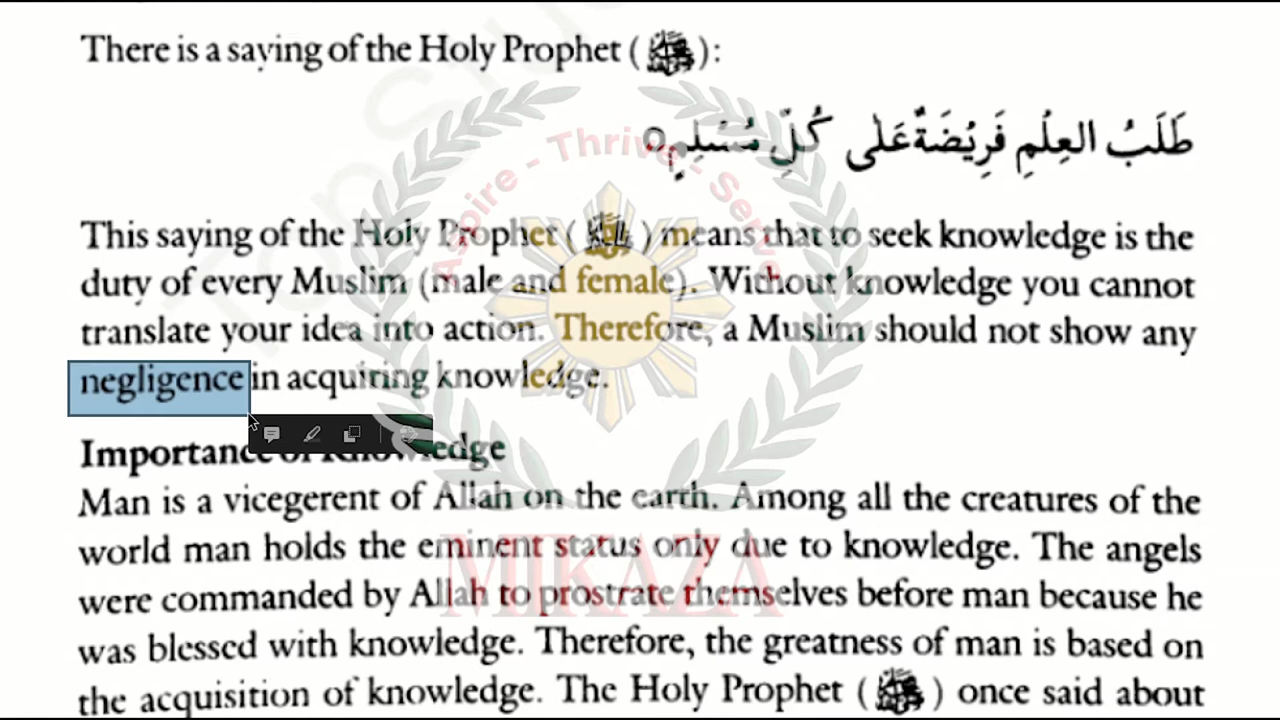 There is a saying of the Holy Prophet (ﷺ):
طَلَبُ العِلْمِ فَرِيْضَةٌ عَلٰى كُلِّ مُسْلِمٍ
This saying of the Holy Prophet (ﷺ) means that to seek knowledge is the
duty of every Muslim (male and female). Without knowledge you cannot
translate your idea into action. Therefore, a Muslim should not show any
negligence in acquiring knowledge.
Importance of Knowledge
Man is a vicegerent of Allah on the earth. Among all the creatures of the
world man holds the eminent status only due to knowledge. The angels
were commanded by Allah to prostrate themselves before man because he
was blessed with knowledge. Therefore, the greatness of man is based on
the acquisition of knowledge. The Holy Prophet (ﷺ) once said about
Aspire - Thrive - Serve
MIKAZA